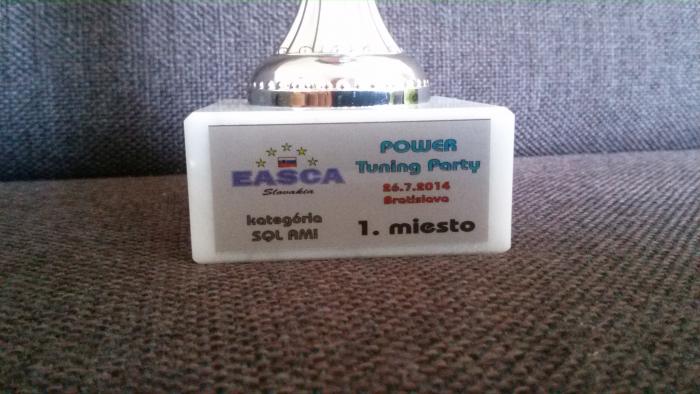 EASCA
Slovakia
kategória
SQL AMI
POWER
Tuning Party
26.7.2014
Bratislava
1. miesto